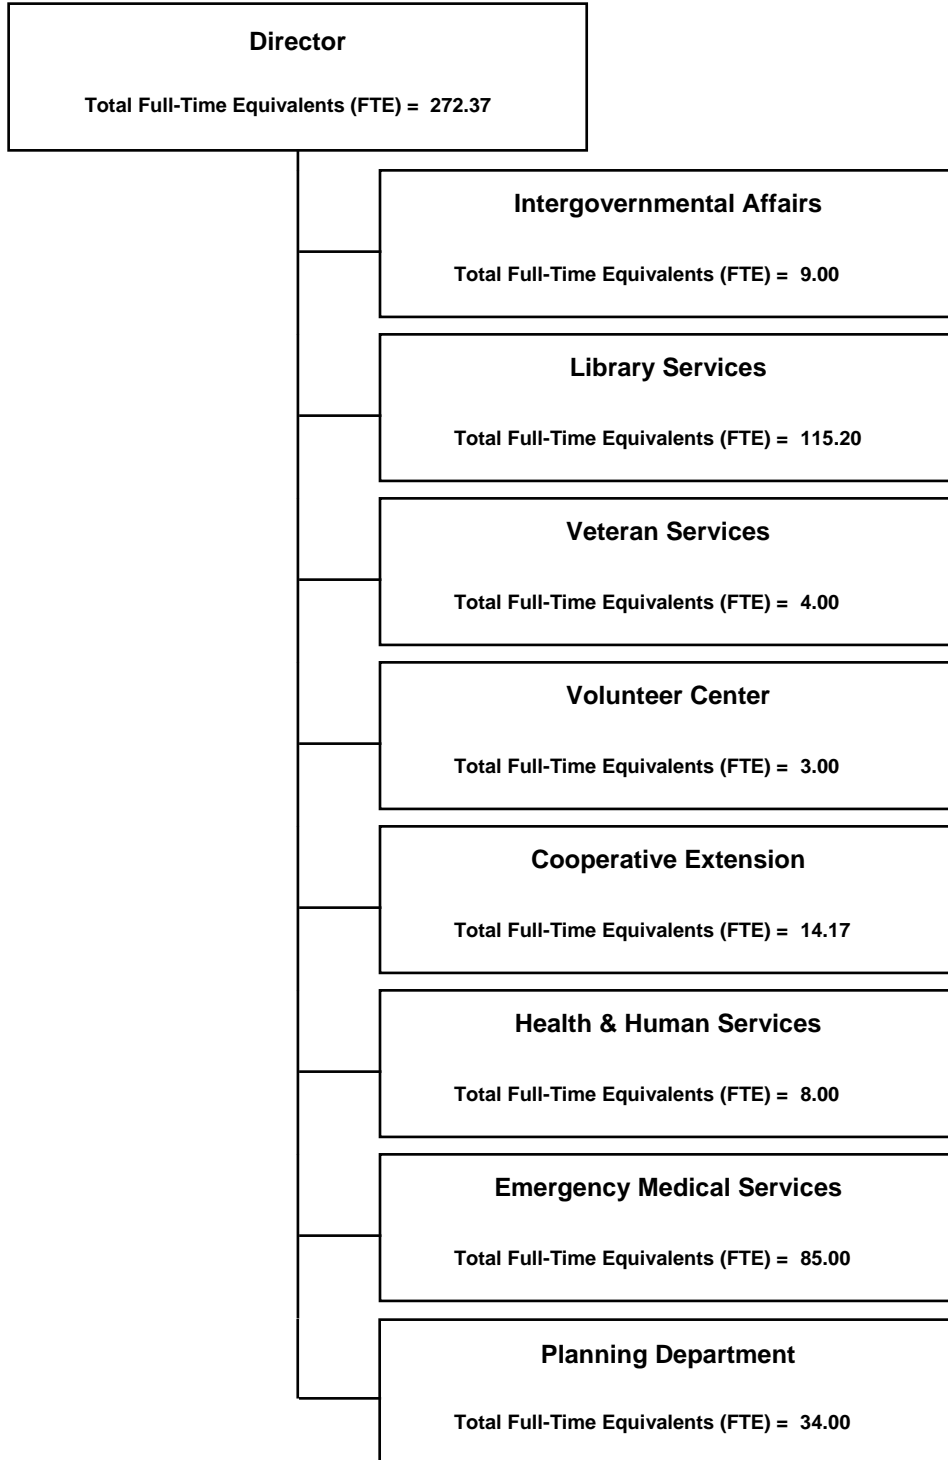 Director
Total Full-Time Equivalents (FTE) = 272.37
Intergovernmental Affairs
Total Full-Time Equivalents (FTE) = 9.00
Library Services
Total Full-Time Equivalents (FTE) = 115.20
Veteran Services
Total Full-Time Equivalents (FTE) = 4.00
Volunteer Center
Total Full-Time Equivalents (FTE) = 3.00
Cooperative Extension
Total Full-Time Equivalents (FTE) = 14.17
Health & Human Services
Total Full-Time Equivalents (FTE) = 8.00
Emergency Medical Services
Total Full-Time Equivalents (FTE) = 85.00
Planning Department
Total Full-Time Equivalents (FTE) = 34.00